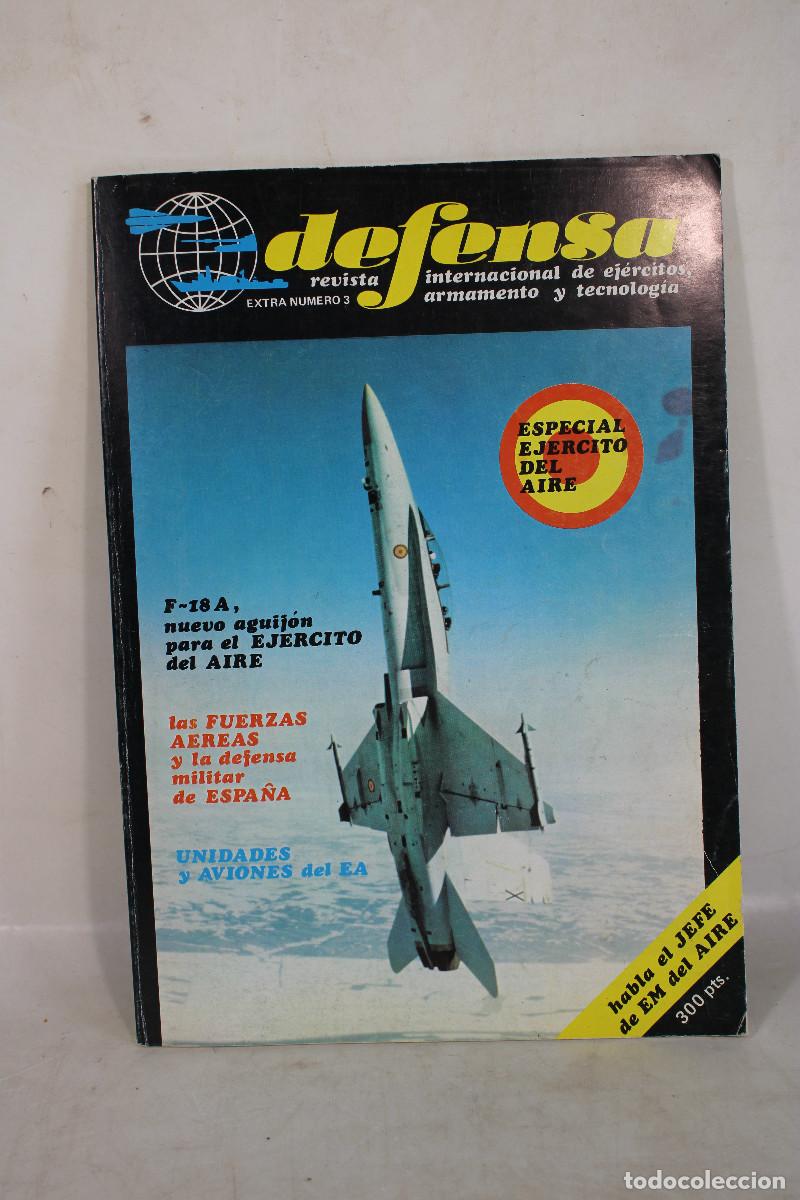 defensa
revista internacional de ejércitos,
armamento y tecnología
EXTRA NUMERO 3
ESPECIAL
EJERCITO
DEL
AIRE
F-18A,
nuevo aguijón
para el EJERCITO
del AIRE
las FUERZAS
AEREAS
y la defensa
militar
de ESPAÑA
UNIDADES
y AVIONES del EA
habla el JEFE
de EM del AIRE
300 pts.
todocoleccion